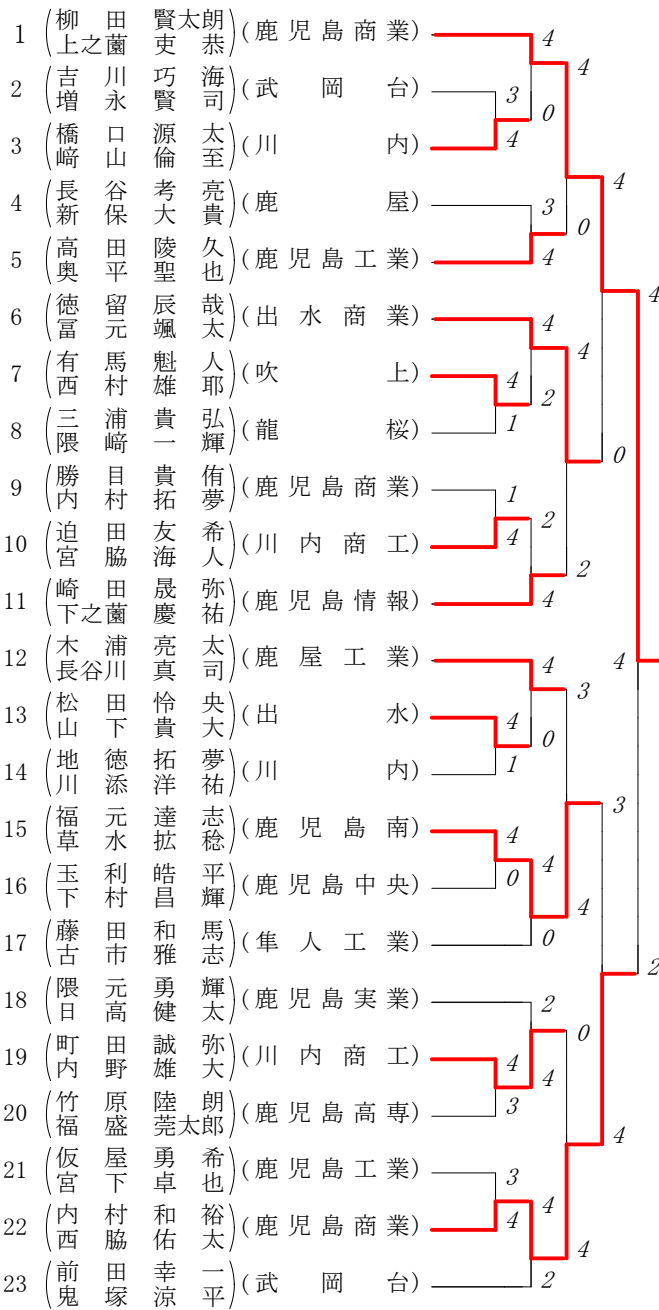 1 柳田賢太朗 上之薗吏恭 (鹿児島商業) 4
4
2 吉川巧海 増永賢司 (武岡台) 3
0
3 橋口源太 﨑山倫至 (川内) 4
4
4 長谷考亮 新保大貴 (鹿屋) 3
0
5 高田陵久 奥平聖也 (鹿児島工業) 4
4
6 徳留辰哉 冨元颯太 (出水商業) 4
4
7 有馬魁人 西村雄耶 (吹上) 4
2
8 三浦貴弘 隈﨑一輝 (龍桜) 1
0
9 勝目貴侑 内村拓夢 (鹿児島商業) 1
2
10 迫田友希 宮脇海人 (川内商工) 4
2
11 崎田晟弥 下之薗慶祐 (鹿児島情報) 4
4
12 木浦亮太 長谷川真司 (鹿屋工業) 4
3
13 松田怜央 山下貴大 (出水) 4
0
14 地徳拓夢 川添洋祐 (川内) 1
3
15 福元達志 草水拡稔 (鹿児島南) 4
4
16 玉利皓平 下村昌輝 (鹿児島中央) 0
17 藤田和馬 古市雅志 (隼人工業) 0
2
18 隈元勇輝 日高健太 (鹿児島実業) 2
0
19 町田誠弥 内野雄大 (川内商工) 4
4
20 竹原陸朗 福盛莞太郎 (鹿児島高専) 3
4
21 仮屋勇希 宮下卓也 (鹿児島工業) 3
4
22 内村和裕 西脇佑太 (鹿児島商業) 4
4
23 前田幸一 鬼塚涼平 (武岡台) 2